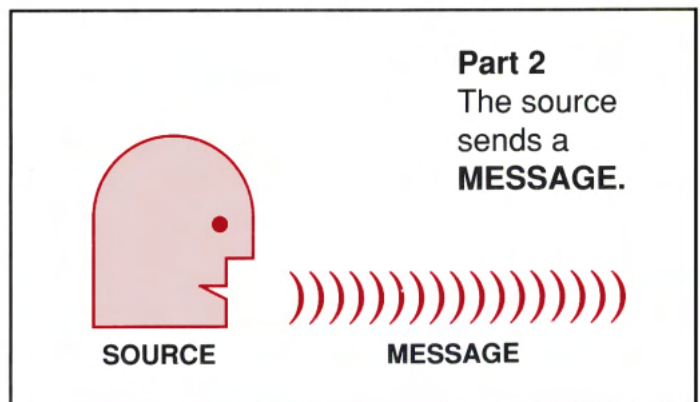 Part 2
The source
sends a
MESSAGE.
SOURCE
MESSAGE